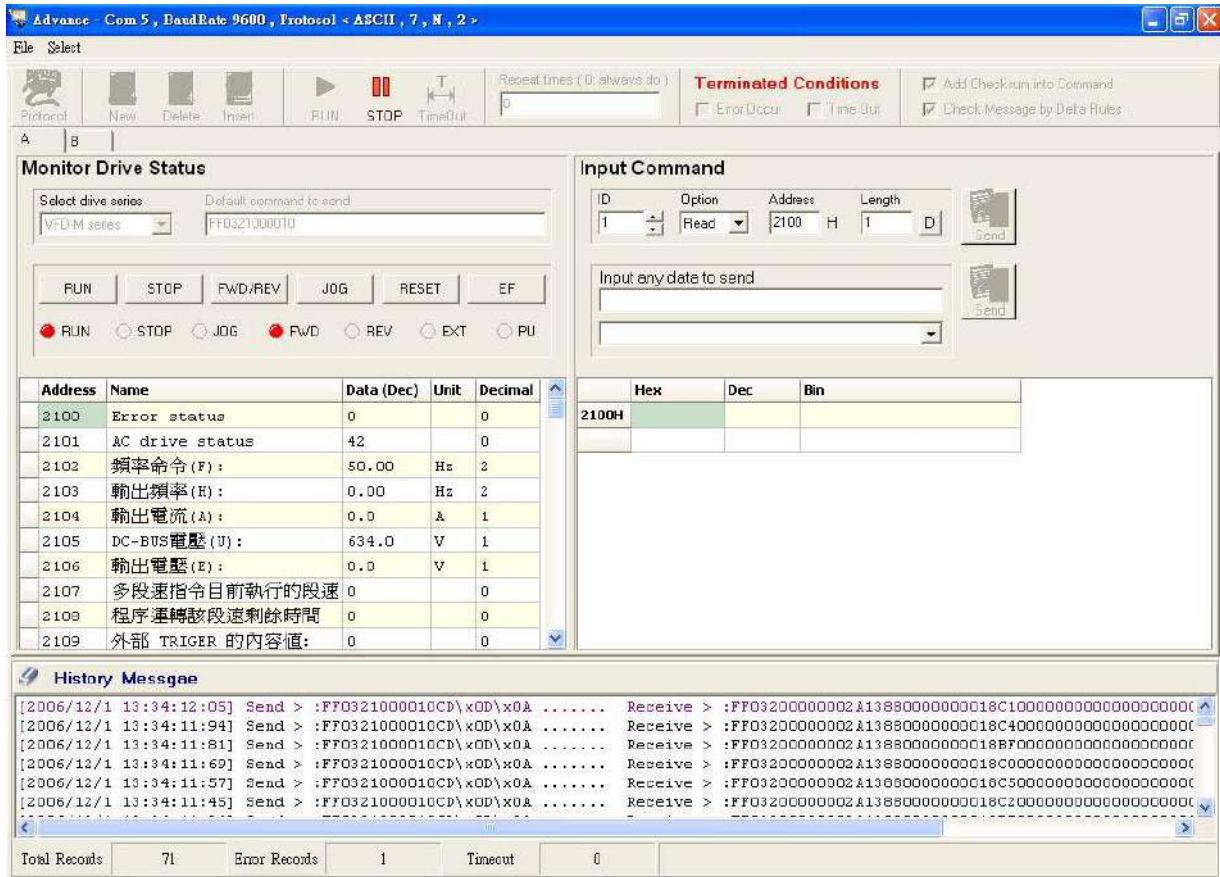 Advance - Com 5 , BaudRate 9600 , Protocol < ASCII , 7 , N , 2 >
File Select
Protocol New Delete Insert RUN STOP TimeOut
Repeat times ( 0: always do )
0
Terminated Conditions
Error Occur Time Out
Add Checksum into Command
Check Message by Delta Rules
A B
Monitor Drive Status
Select drive series Default command to send
VFD-M series FF0321000010
RUN STOP FWD/REV JOG RESET EF
RUN STOP JOG FWD REV EXT PU
Address Name Data (Dec) Unit Decimal
2100 Error status 0 0
2101 AC drive status 42 0
2102 頻率命令(F): 50.00 Hz 2
2103 輸出頻率(H): 0.00 Hz 2
2104 輸出電流(A): 0.0 A 1
2105 DC-BUS電壓(U): 634.0 V 1
2106 輸出電壓(E): 0.0 V 1
2107 多段速指令目前執行的段速 0 0
2108 程序運轉該段速剩餘時間 0 0
2109 外部 TRIGER 的內容值: 0 0
Input Command
ID Option Address Length
1 Read 2100 H 1 D Send
Input any data to send
Send
Hex Dec Bin
2100H
History Messgae
[2006/12/1 13:34:12:05] Send > :FF0321000010CD\x0D\x0A ....... Receive >
[2006/12/1 13:34:11:94] Send > :FF0321000010CD\x0D\x0A ....... Receive >
[2006/12/1 13:34:11:81] Send > :FF0321000010CD\x0D\x0A ....... Receive >
[2006/12/1 13:34:11:69] Send > :FF0321000010CD\x0D\x0A ....... Receive >
[2006/12/1 13:34:11:57] Send > :FF0321000010CD\x0D\x0A ....... Receive >
[2006/12/1 13:34:11:45] Send > :FF0321000010CD\x0D\x0A ....... Receive >
Total Records 71 Error Records 1 Timeout 0